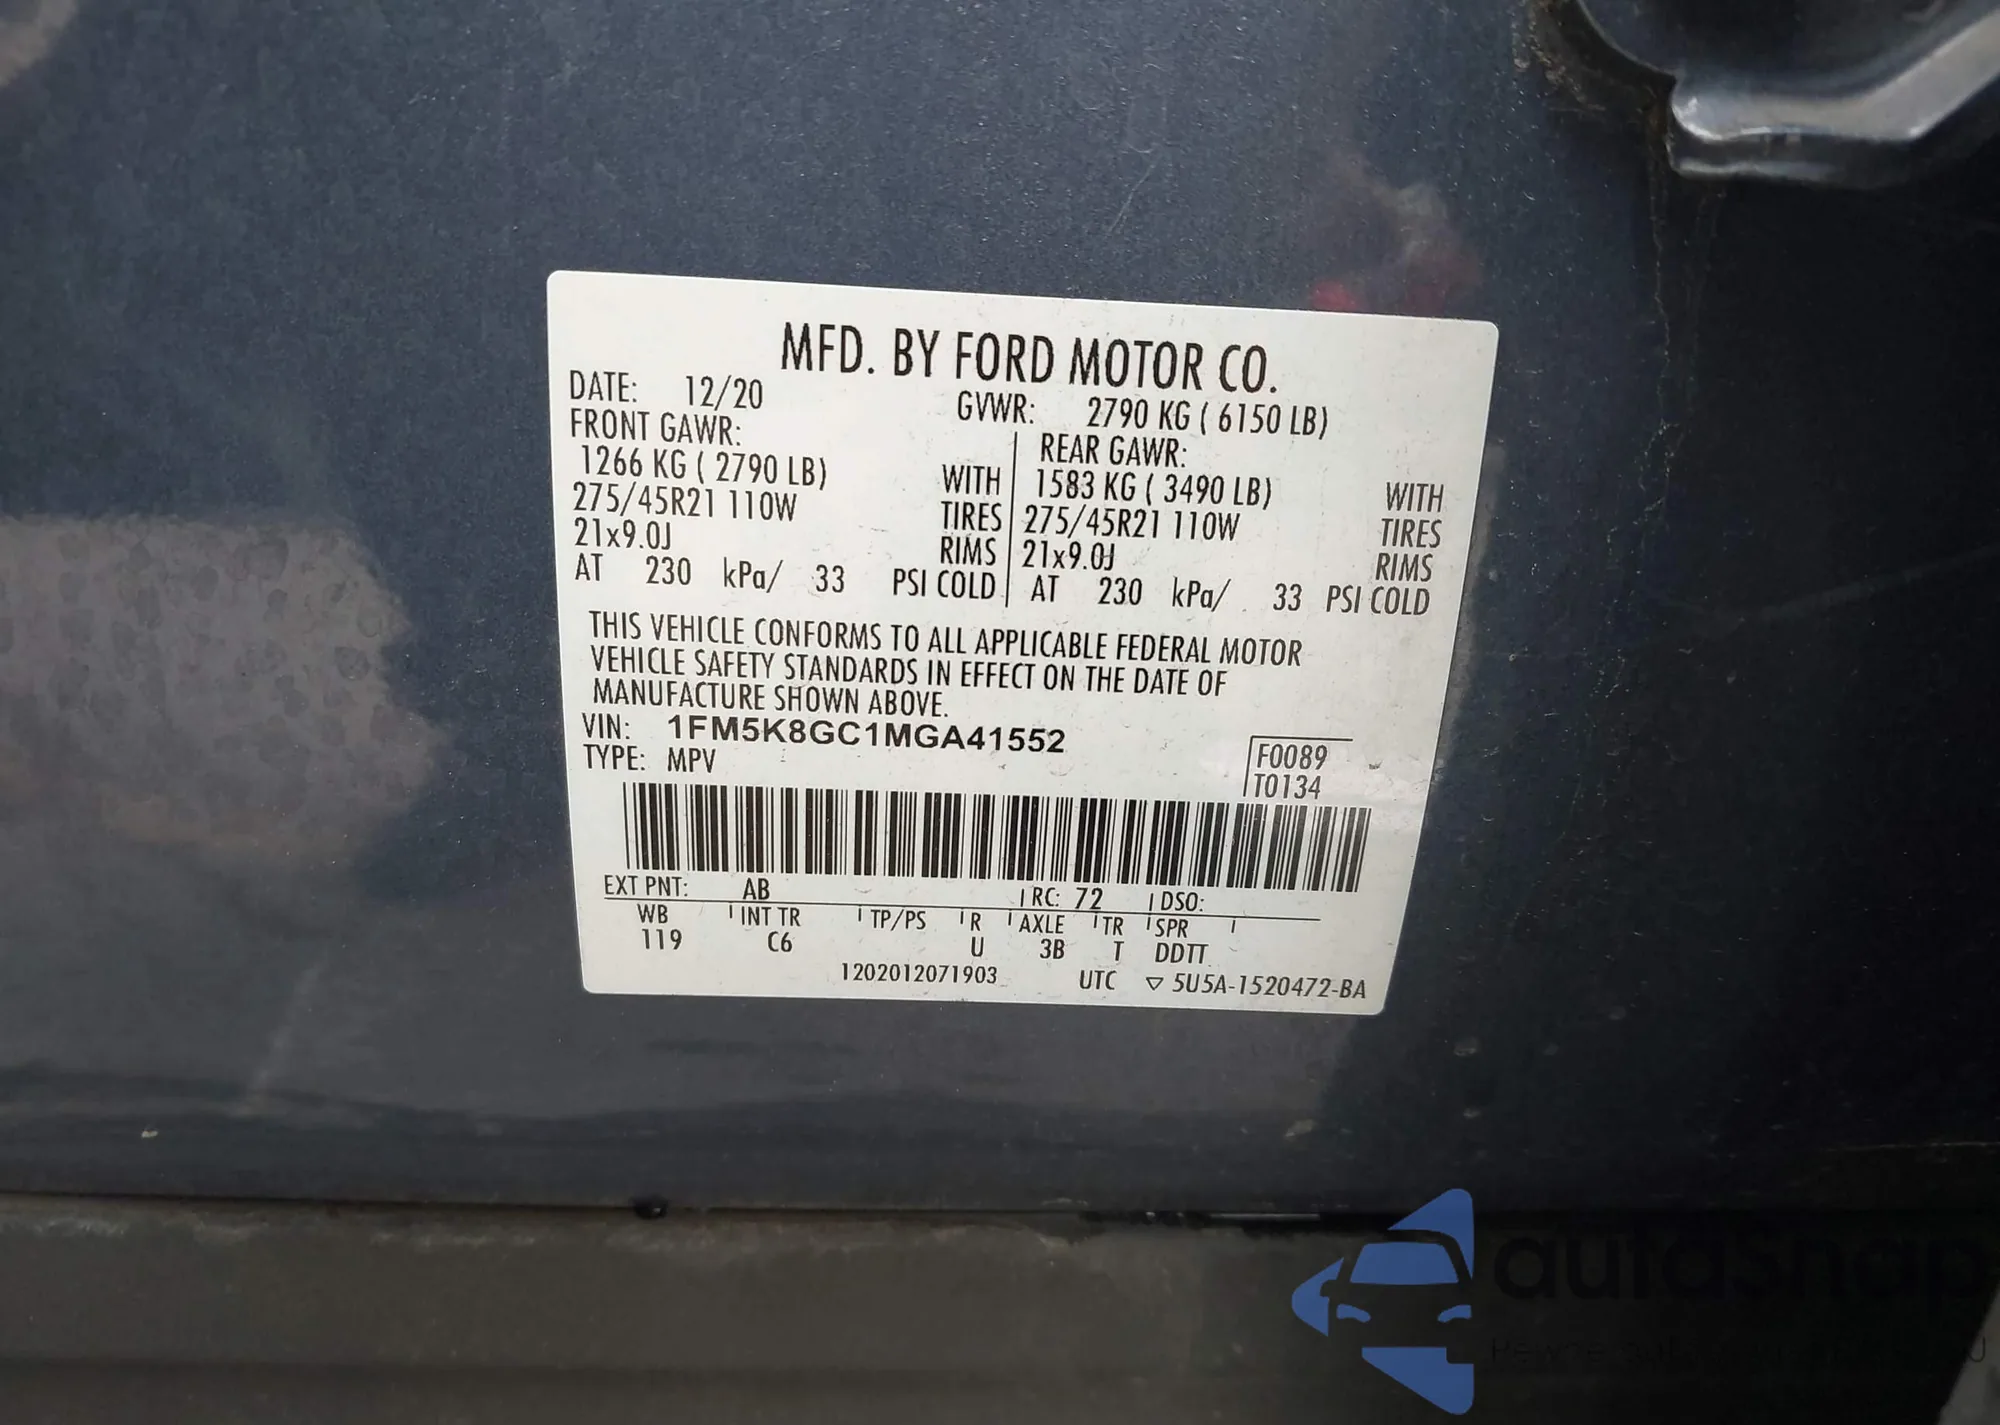 MFD. BY FORD MOTOR CO.
DATE: 12/20 GVWR: 2790 KG ( 6150 LB)
FRONT GAWR: REAR GAWR:
1266 KG ( 2790 LB) WITH 1583 KG ( 3490 LB) WITH
275/45R21 110W TIRES 275/45R21 110W TIRES
21x9.0J RIMS 21x9.0J RIMS
AT 230 kPa/ 33 PSI COLD AT 230 kPa/ 33 PSI COLD
THIS VEHICLE CONFORMS TO ALL APPLICABLE FEDERAL MOTOR
VEHICLE SAFETY STANDARDS IN EFFECT ON THE DATE OF
MANUFACTURE SHOWN ABOVE.
VIN: 1FM5K8GC1MGA41552
TYPE: MPV
F0089
T0134
EXT PNT: AB RC: 72 DSO:
WB INT TR TP/PS R AXLE TR SPR
119 C6 U 3B T DDTT
1202012071903 UTC ▽ 5U5A-1520472-BA
autoshop